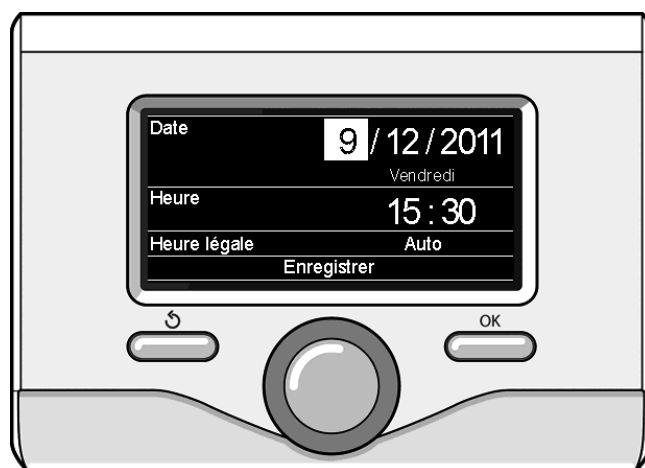 Date
9 / 12 / 2011
Vendredi
Heure
15 : 30
Heure légale Auto
Enregistrer
OK